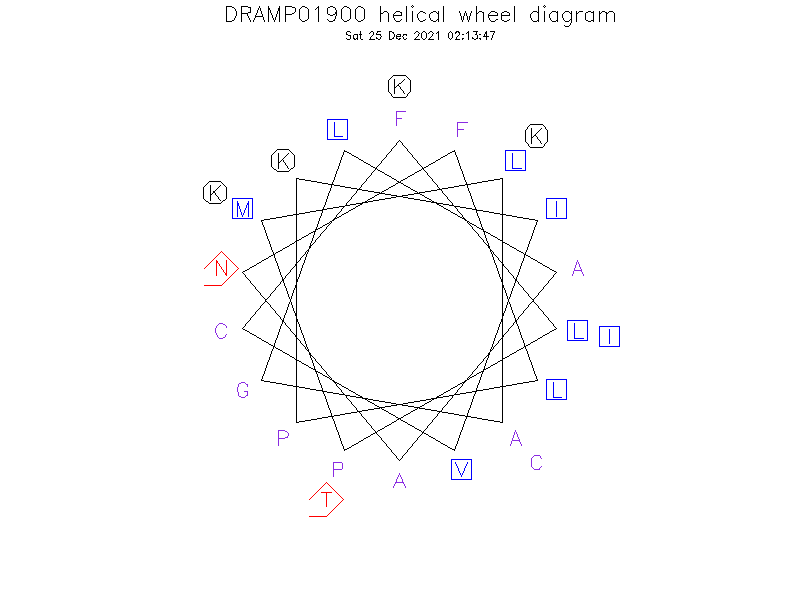 DRAMP01900 helical wheel diagram
Sat 25 Dec 2021 02:13:47
K
L F F K
K L
K M I
N A
C L I
G L
P A
P V C
T A